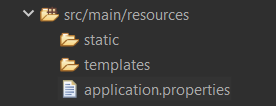 src/main/resources
static
templates
application.properties